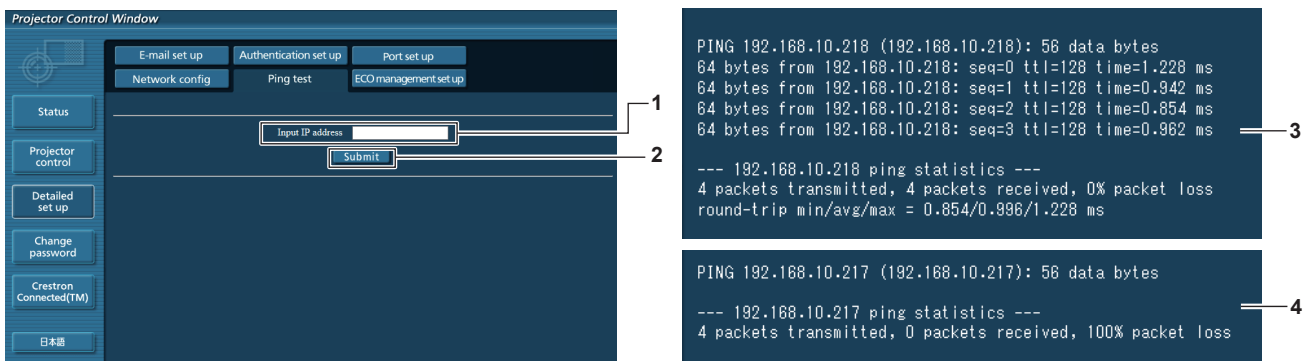 Projector Control Window
E-mail set up
Authentication set up
Port set up
Network config
Ping test
ECO management set up
Status
Projector
control
Detailed
set up
Change
password
Crestron
Connected(TM)
日本語
Input IP address
Submit
1
2
PING 192.168.10.218 (192.168.10.218): 56 data bytes
64 bytes from 192.168.10.218: seq=0 ttl=128 time=1.228 ms
64 bytes from 192.168.10.218: seq=1 ttl=128 time=0.942 ms
64 bytes from 192.168.10.218: seq=2 ttl=128 time=0.854 ms
64 bytes from 192.168.10.218: seq=3 ttl=128 time=0.962 ms
3
--- 192.168.10.218 ping statistics ---
4 packets transmitted, 4 packets received, 0% packet loss
round-trip min/avg/max = 0.854/0.996/1.228 ms
PING 192.168.10.217 (192.168.10.217): 56 data bytes
4
--- 192.168.10.217 ping statistics ---
4 packets transmitted, 0 packets received, 100% packet loss